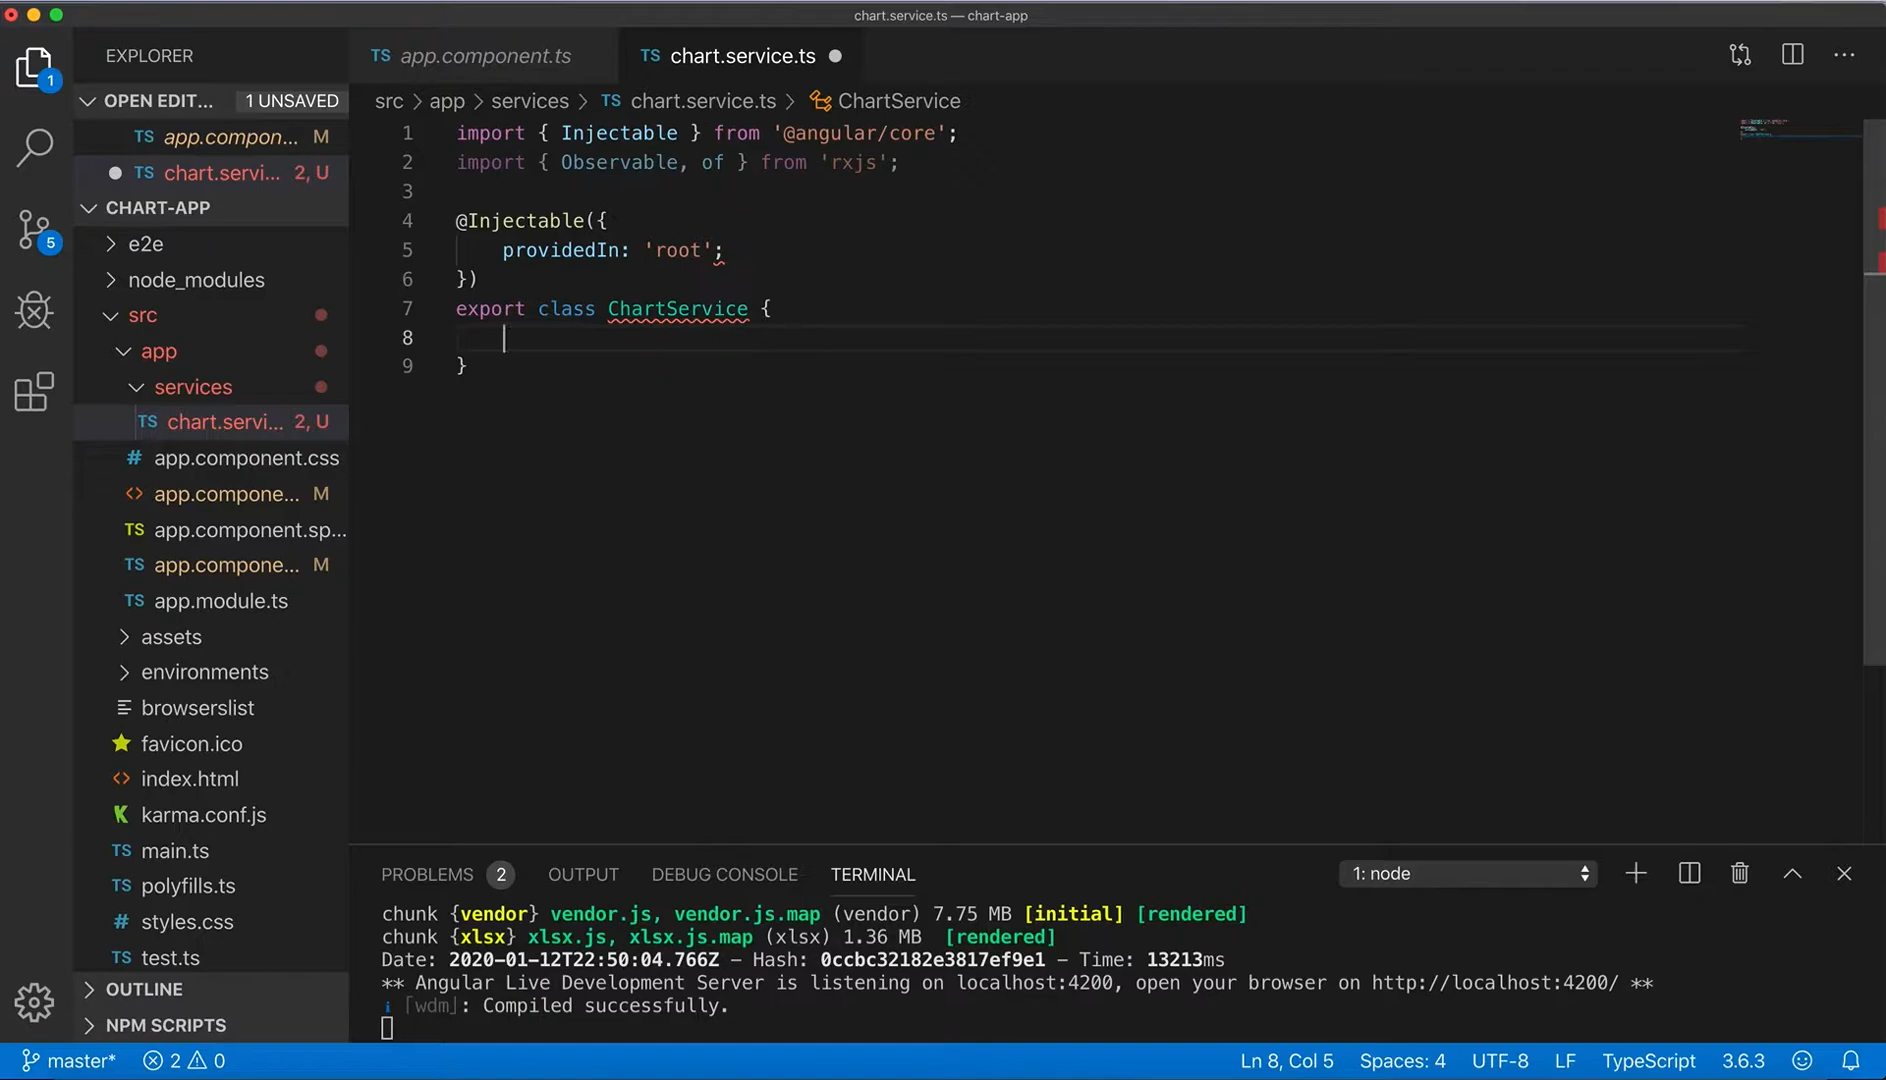 chart.service.ts — chart-app
EXPLORER
TS app.component.ts
TS chart.service.ts
1
OPEN EDIT... 1 UNSAVED
src > app > services > TS chart.service.ts > ChartService
TS app.compon... M
TS chart.servi... 2, U
CHART-APP
e2e
node_modules
src
app
services
TS chart.servi... 2, U
# app.component.css
<> app.compone... M
TS app.component.sp...
TS app.compone... M
TS app.module.ts
assets
environments
browserslist
favicon.ico
<> index.html
karma.conf.js
TS main.ts
TS polyfills.ts
TS styles.css
TS test.ts
OUTLINE
NPM SCRIPTS
5
1 import { Injectable } from '@angular/core';
2 import { Observable, of } from 'rxjs';
3
4 @Injectable({
5 providedIn: 'root';
6 })
7 export class ChartService {
8
9 }
PROBLEMS 2 OUTPUT DEBUG CONSOLE TERMINAL 1: node
chunk {vendor} vendor.js, vendor.js.map (vendor) 7.75 MB [initial] [rendered]
chunk {xlsx} xlsx.js, xlsx.js.map (xlsx) 1.36 MB [rendered]
Date: 2020-01-12T22:50:04.766Z – Hash: 0ccbc32182e3817ef9e1 – Time: 13213ms
** Angular Live Development Server is listening on localhost:4200, open your browser on http://localhost:4200/ **
i ｢wdm｣: Compiled successfully.
master* 2 0 Ln 8, Col 5 Spaces: 4 UTF-8 LF TypeScript 3.6.3